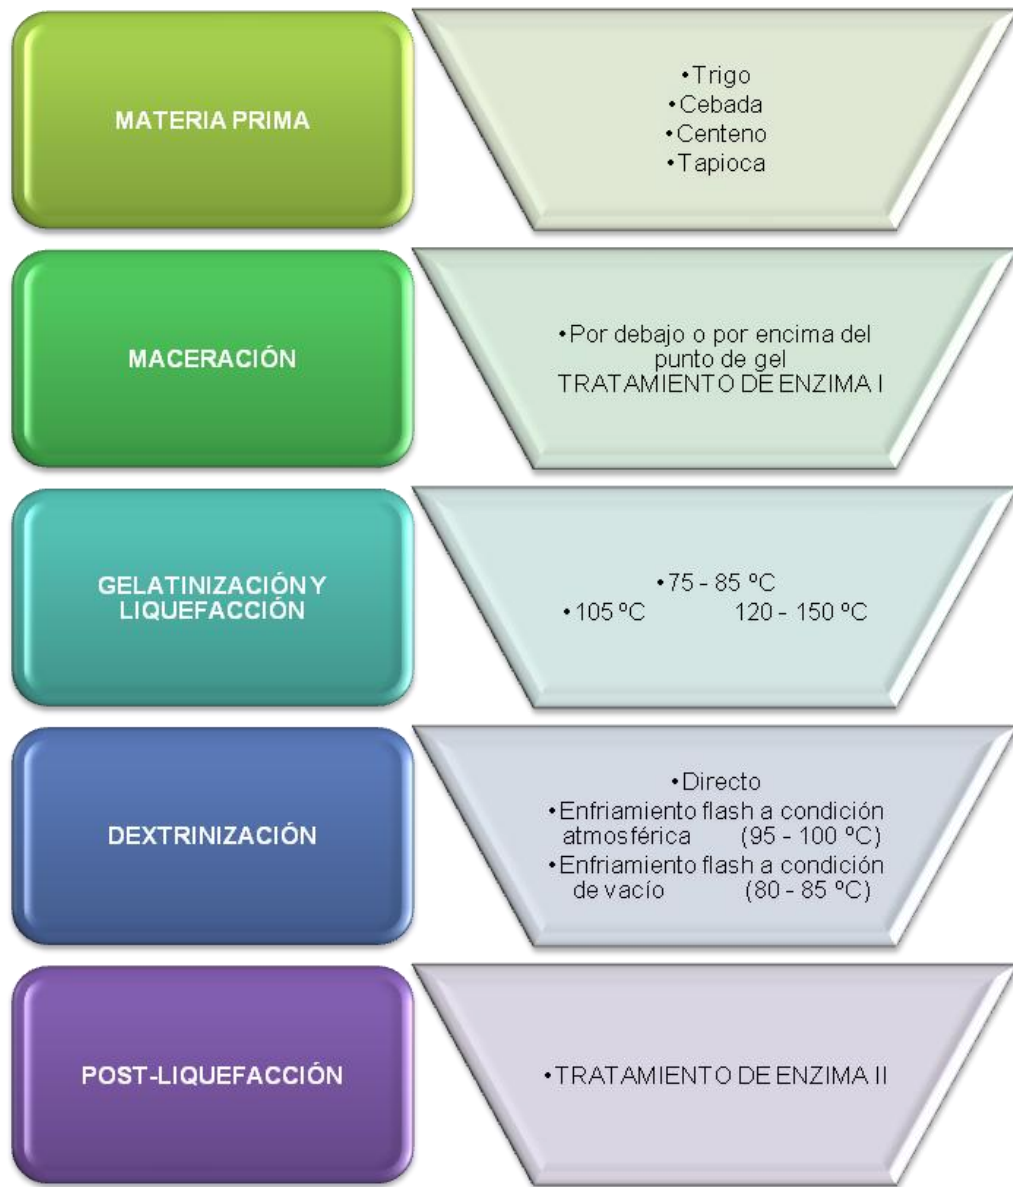 MATERIA PRIMA
•Trigo
•Cebada
•Centeno
•Tapioca
MACERACIÓN
•Por debajo o por encima del
punto de gel
TRATAMIENTO DE ENZIMA I
GELATINIZACIÓN Y
LIQUEFACCIÓN
•75 - 85 ºC
•105 ºC 120 - 150 ºC
DEXTRINIZACIÓN
•Directo
•Enfriamiento flash a condición
atmosférica (95 - 100 ºC)
•Enfriamiento flash a condición
de vacío (80 - 85 ºC)
POST-LIQUEFACCIÓN
•TRATAMIENTO DE ENZIMA II